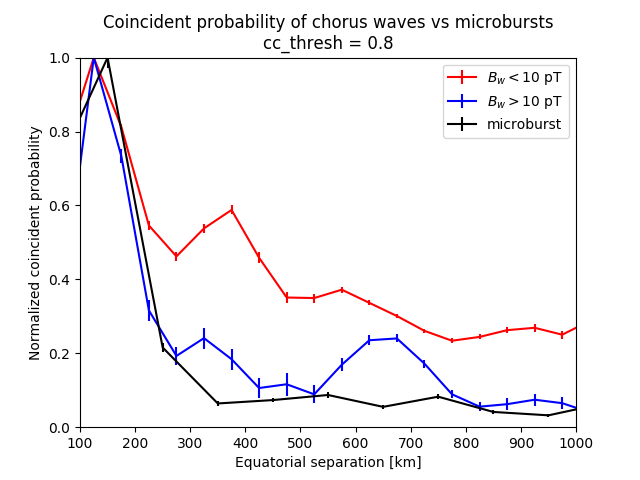 Coincident probability of chorus waves vs microbursts
cc_thresh = 0.8
Normalized coincident probability
1.0
0.8
0.6
0.4
0.2
0.0
B_w < 10 pT
B_w > 10 pT
microburst
100 200 300 400 500 600 700 800 900 1000
Equatorial separation [km]